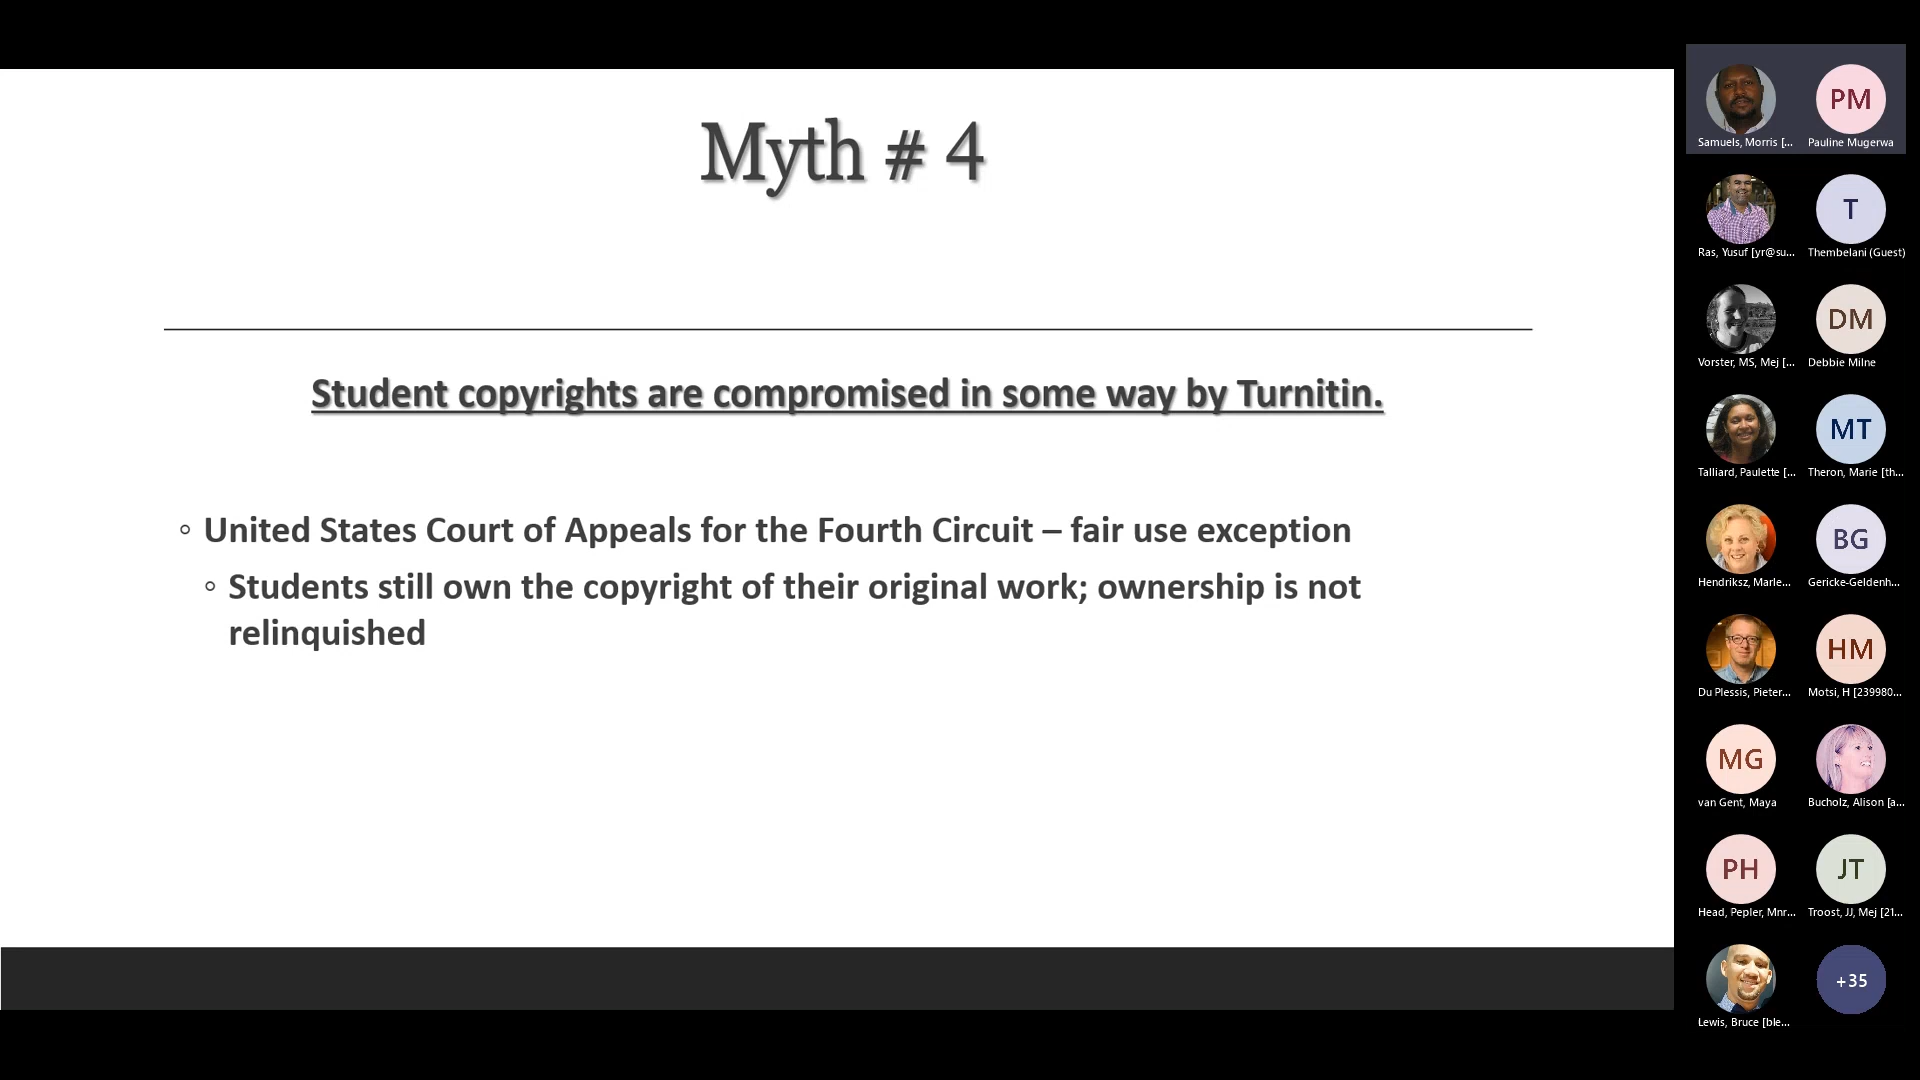 Myth # 4
Student copyrights are compromised in some way by Turnitin.
◦ United States Court of Appeals for the Fourth Circuit – fair use exception
◦ Students still own the copyright of their original work; ownership is not
relinquished
Samuels, Morris [...
PM
Pauline Mugerwa
Ras, Yusuf [yr@su...
T
Thembelani (Guest)
Vorster, MS, Mej [...
DM
Debbie Milne
Talliard, Paulette [...
MT
Theron, Marie [th...
Hendriksz, Marle...
BG
Gericke-Geldenh...
Du Plessis, Pieter...
HM
Motsi, H [239980...
MG
van Gent, Maya
Bucholz, Alison [a...
PH
Head, Pepler, Mnr...
JT
Troost, JJ, Mej [21...
Lewis, Bruce [ble...
+35